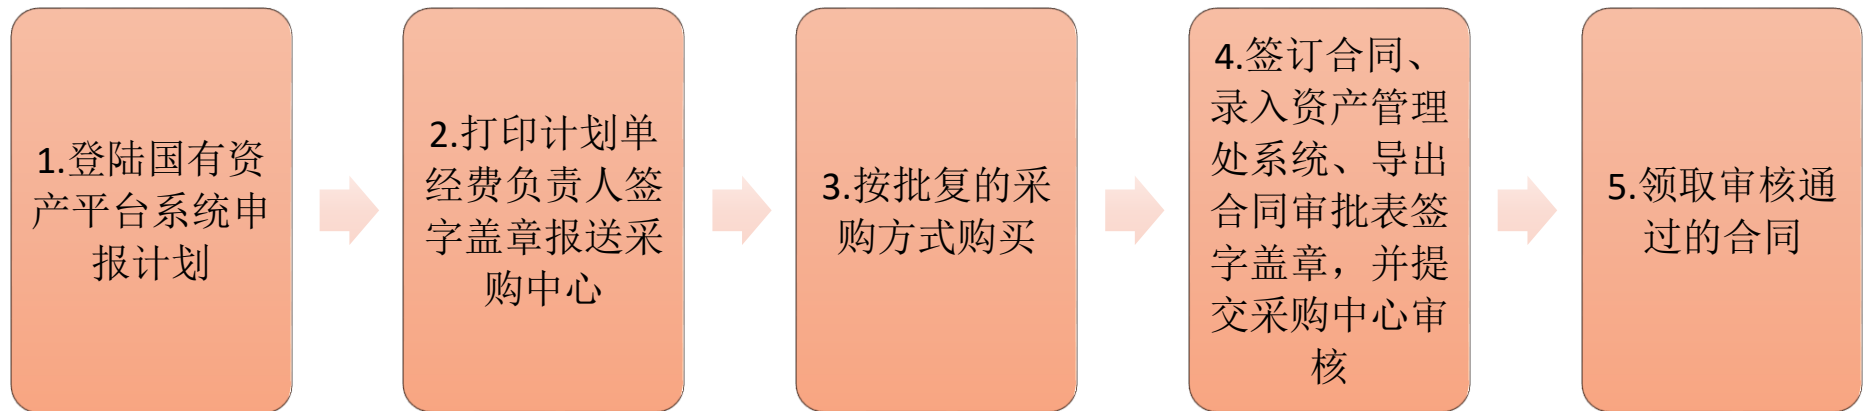 1.登陆国有资
产平台系统申
报计划
2.打印计划单
经费负责人签
字盖章报送采
购中心
3.按批复的采
购方式购买
4.签订合同、
录入资产管理
处系统、导出
合同审批表签
字盖章，并提
交采购中心审
核
5.领取审核通
过的合同